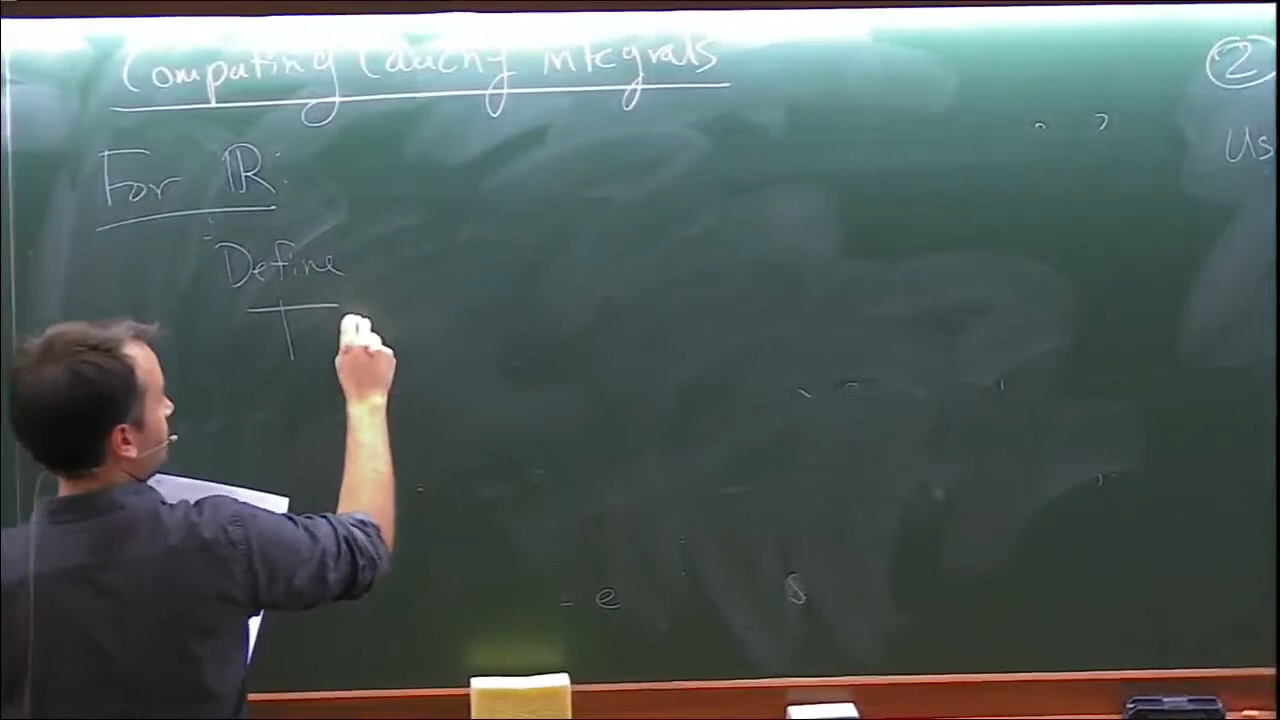 Computing Cauchy integrals
For ℝ:
Define
T
②
Us
- e